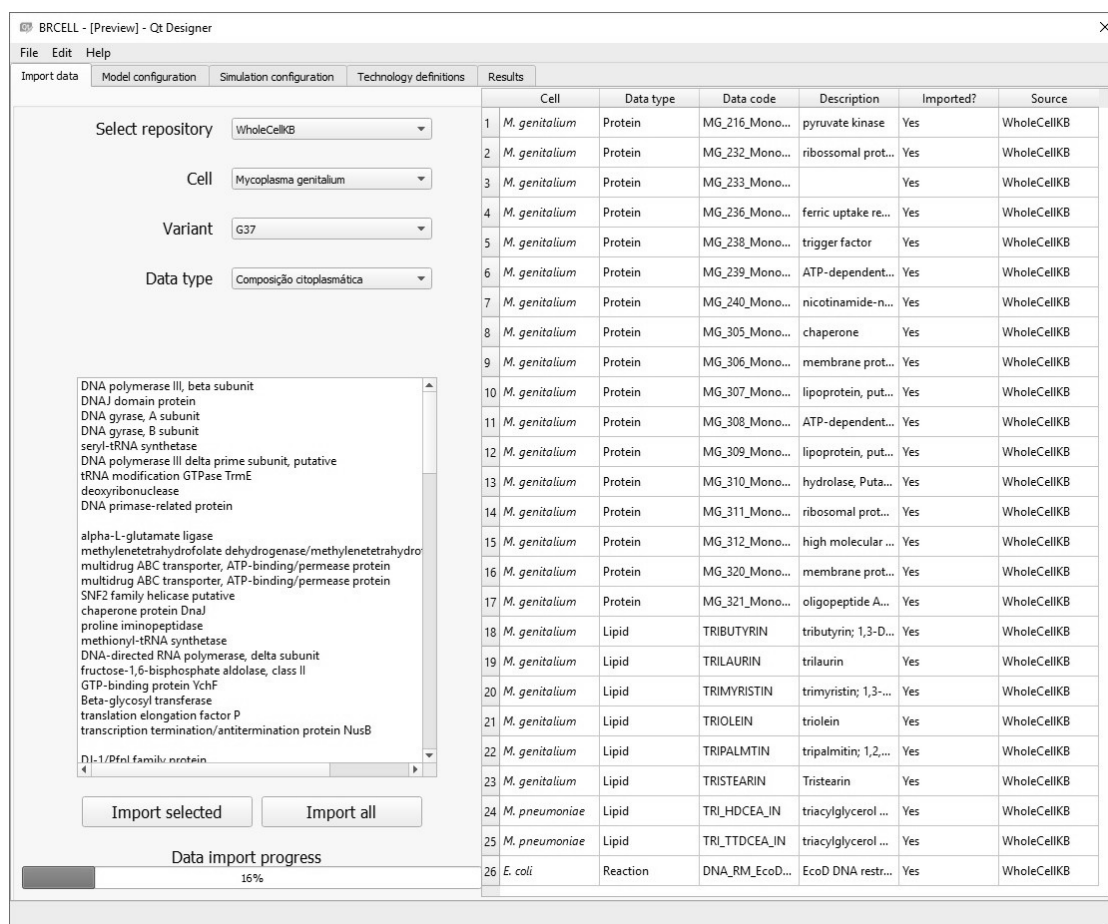 BRCELL - [Preview] - Qt Designer
File Edit Help
Import data Model configuration Simulation configuration Technology definitions Results
Select repository WholeCellKB
Cell Mycoplasma genitalium
Variant G37
Data type Composição citoplasmática
DNA polymerase III, beta subunit
DNAJ domain protein
DNA gyrase, A subunit
DNA gyrase, B subunit
seryl-tRNA synthetase
DNA polymerase III delta prime subunit, putative
tRNA modification GTPase TrmE
deoxyribonuclease
DNA primase-related protein
alpha-L-glutamate ligase
methylenetetrahydrofolate dehydrogenase/methylenetetrahydro
multidrug ABC transporter, ATP-binding/permease protein
multidrug ABC transporter, ATP-binding/permease protein
SNF2 family helicase putative
chaperone protein DnaJ
proline iminopeptidase
methionyl-tRNA synthetase
DNA-directed RNA polymerase, delta subunit
fructose-1,6-bisphosphate aldolase, class II
GTP-binding protein YchF
Beta-glycosyl transferase
translation elongation factor P
transcription termination/antitermination protein NusB
DJ-1/PfpI family protein
Import selected Import all
Data import progress
16%
Cell Data type Data code Description Imported? Source
1 M. genitalium Protein MG_216_Mono... pyruvate kinase Yes WholeCellKB
2 M. genitalium Protein MG_232_Mono... ribossomal prot... Yes WholeCellKB
3 M. genitalium Protein MG_233_Mono... Yes WholeCellKB
4 M. genitalium Protein MG_236_Mono... ferric uptake re... Yes WholeCellKB
5 M. genitalium Protein MG_238_Mono... trigger factor Yes WholeCellKB
6 M. genitalium Protein MG_239_Mono... ATP-dependent... Yes WholeCellKB
7 M. genitalium Protein MG_240_Mono... nicotinamide-n... Yes WholeCellKB
8 M. genitalium Protein MG_305_Mono... chaperone Yes WholeCellKB
9 M. genitalium Protein MG_306_Mono... membrane prot... Yes WholeCellKB
10 M. genitalium Protein MG_307_Mono... lipoprotein, put... Yes WholeCellKB
11 M. genitalium Protein MG_308_Mono... ATP-dependent... Yes WholeCellKB
12 M. genitalium Protein MG_309_Mono... lipoprotein, put... Yes WholeCellKB
13 M. genitalium Protein MG_310_Mono... hydrolase, Puta... Yes WholeCellKB
14 M. genitalium Protein MG_311_Mono... ribosomal prot... Yes WholeCellKB
15 M. genitalium Protein MG_312_Mono... high molecular ... Yes WholeCellKB
16 M. genitalium Protein MG_320_Mono... membrane prot... Yes WholeCellKB
17 M. genitalium Protein MG_321_Mono... oligopeptide A... Yes WholeCellKB
18 M. genitalium Lipid TRIBUTYRIN tributyrin; 1,3-D... Yes WholeCellKB
19 M. genitalium Lipid TRILAURIN trilaurin Yes WholeCellKB
20 M. genitalium Lipid TRIMYRISTIN trimyristin; 1,3-... Yes WholeCellKB
21 M. genitalium Lipid TRIOLEIN triolein Yes WholeCellKB
22 M. genitalium Lipid TRIPALMTIN tripalmitin; 1,2,... Yes WholeCellKB
23 M. genitalium Lipid TRISTEARIN Tristearin Yes WholeCellKB
24 M. pneumoniae Lipid TRI_HDCEA_IN triacylglycerol ... Yes WholeCellKB
25 M. pneumoniae Lipid TRI_TTDCEA_IN triacylglycerol ... Yes WholeCellKB
26 E. coli Reaction DNA_RM_EcoD... EcoD DNA restr... Yes WholeCellKB